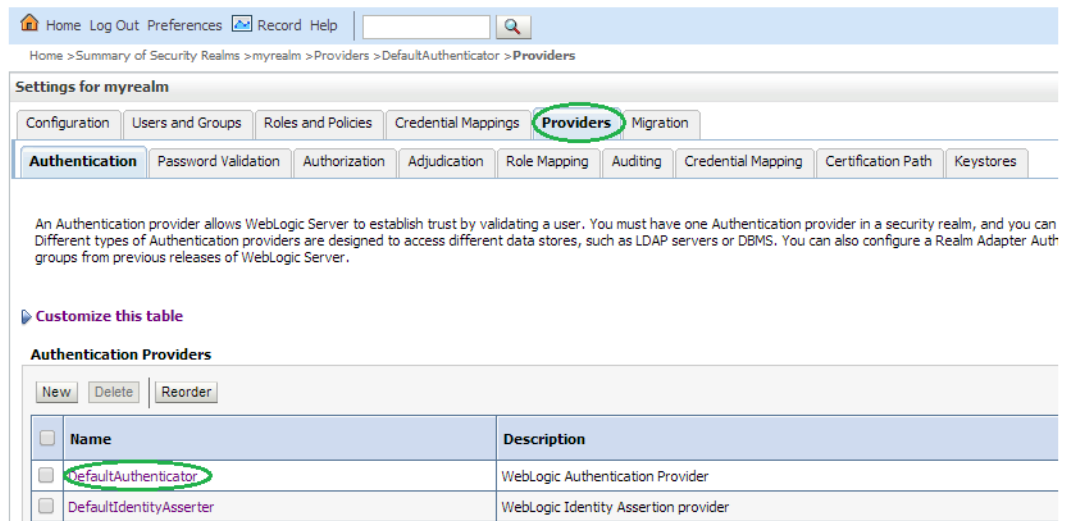 Home Log Out Preferences Record Help
Home >Summary of Security Realms >myrealm >Providers >DefaultAuthenticator >Providers
Settings for myrealm
Configuration Users and Groups Roles and Policies Credential Mappings Providers Migration
Authentication Password Validation Authorization Adjudication Role Mapping Auditing Credential Mapping Certification Path Keystores
An Authentication provider allows WebLogic Server to establish trust by validating a user. You must have one Authentication provider in a security realm, and you can
Different types of Authentication providers are designed to access different data stores, such as LDAP servers or DBMS. You can also configure a Realm Adapter Auth
groups from previous releases of WebLogic Server.
Customize this table
Authentication Providers
New Delete Reorder
Name Description
DefaultAuthenticator WebLogic Authentication Provider
DefaultIdentityAsserter WebLogic Identity Assertion provider